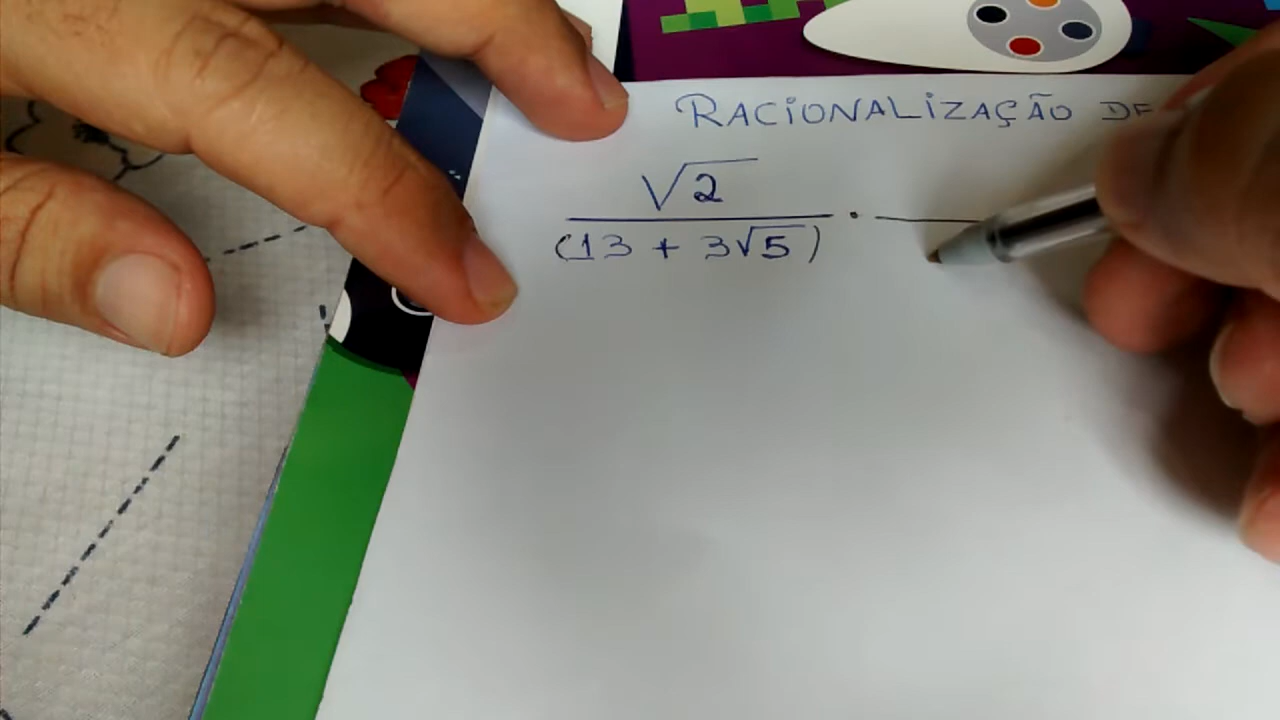 RACIONALIZAÇÃO DE
√2
(13 + 3√5) ·